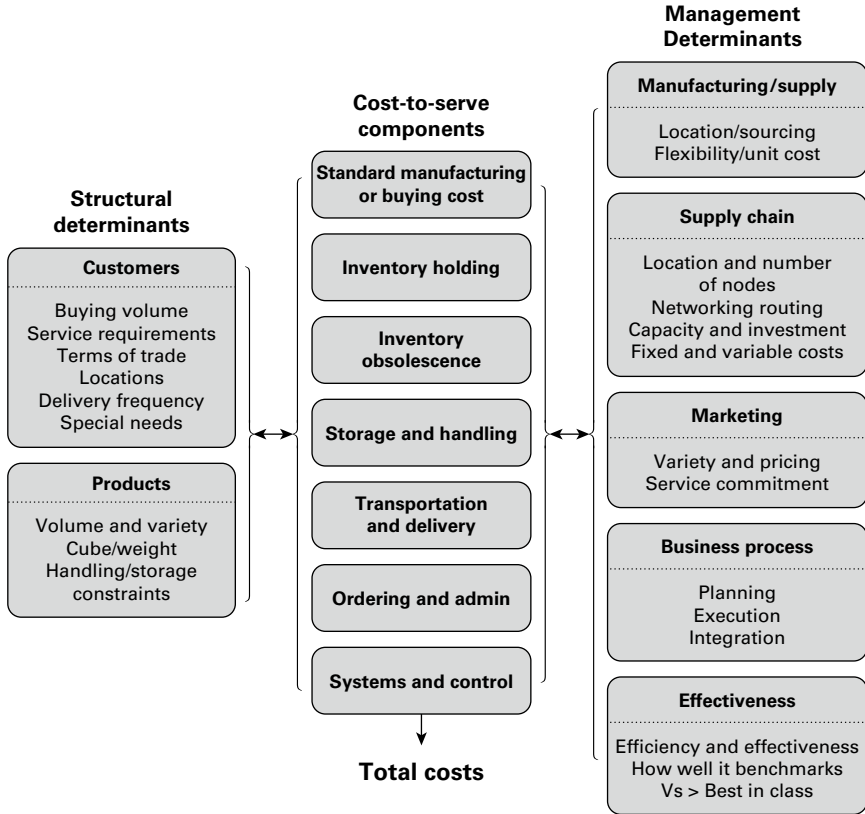 Structural
determinants
Customers
Buying volume
Service requirements
Terms of trade
Locations
Delivery frequency
Special needs
Products
Volume and variety
Cube/weight
Handling/storage
constraints
Cost-to-serve
components
Standard manufacturing
or buying cost
Inventory holding
Inventory
obsolescence
Storage and handling
Transportation
and delivery
Ordering and admin
Systems and control
Total costs
Management
Determinants
Manufacturing/supply
Location/sourcing
Flexibility/unit cost
Supply chain
Location and number
of nodes
Networking routing
Capacity and investment
Fixed and variable costs
Marketing
Variety and pricing
Service commitment
Business process
Planning
Execution
Integration
Effectiveness
Efficiency and effectiveness
How well it benchmarks
Vs > Best in class